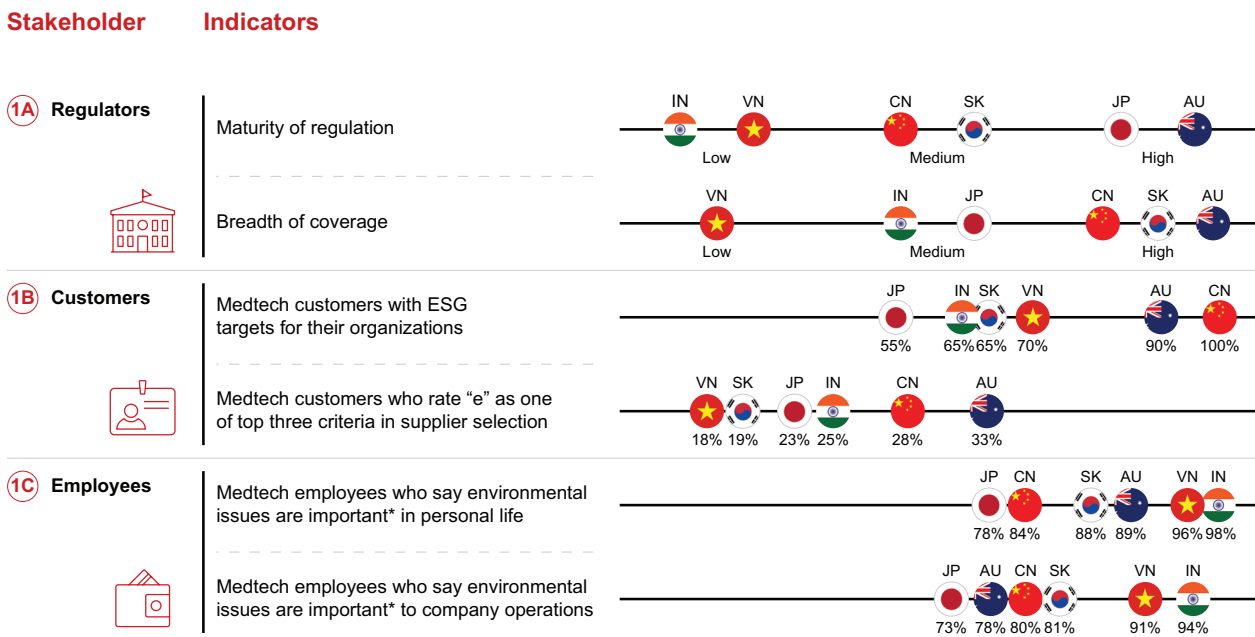 Stakeholder Indicators
1A Regulators
Maturity of regulation
IN VN CN SK JP AU
Low Medium High
Breadth of coverage
VN IN JP CN SK AU
Low Medium High
1B Customers
Medtech customers with ESG
targets for their organizations
JP IN SK VN AU CN
55% 65% 65% 70% 90% 100%
Medtech customers who rate “e” as one
of top three criteria in supplier selection
VN SK JP IN CN AU
18% 19% 23% 25% 28% 33%
1C Employees
Medtech employees who say environmental
issues are important* in personal life
JP CN SK AU VN IN
78% 84% 88% 89% 96% 98%
Medtech employees who say environmental
issues are important* to company operations
JP AU CN SK VN IN
73% 78% 80% 81% 91% 94%